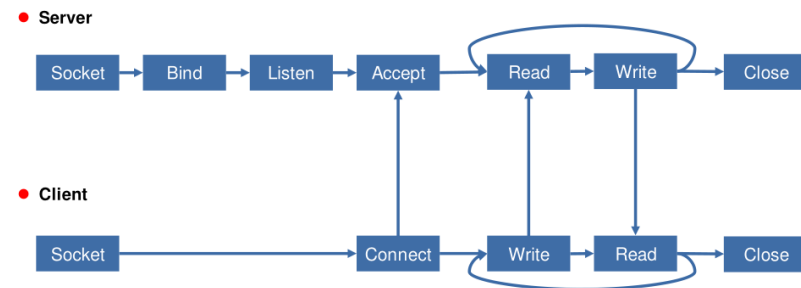 Server
Socket Bind Listen Accept Read Write Close
Client
Socket Connect Write Read Close